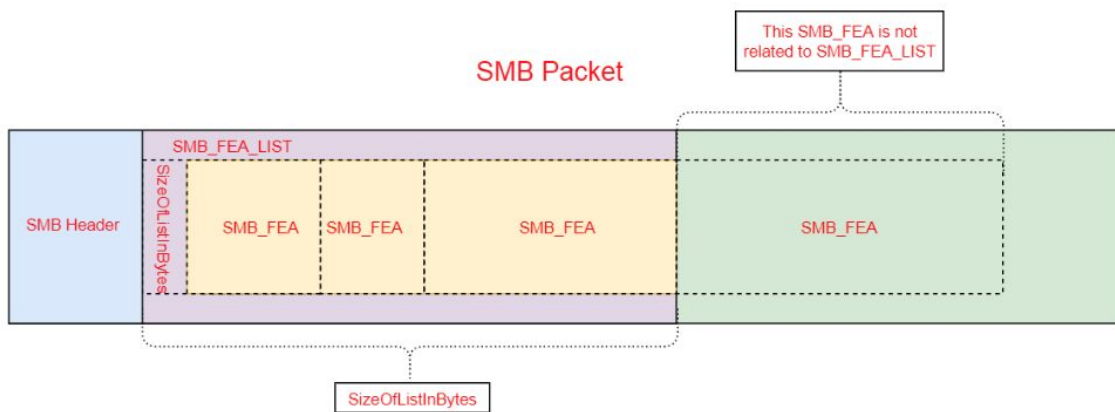 This SMB_FEA is not
related to SMB_FEA_LIST
SMB Packet
SMB_FEA_LIST
SMB Header
SizeOfListInBytes
SMB_FEA
SMB_FEA
SMB_FEA
SMB_FEA
SizeOfListInBytes